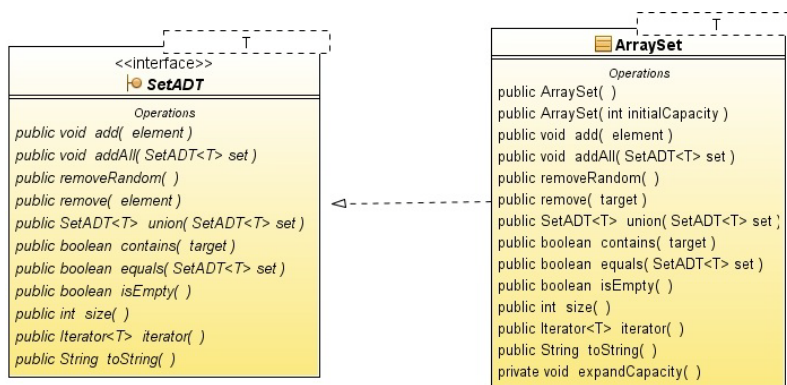 T
<<interface>>
SetADT
Operations
public void add( element )
public void addAll( SetADT<T> set )
public removeRandom( )
public remove( element )
public SetADT<T> union( SetADT<T> set )
public boolean contains( target )
public boolean equals( SetADT<T> set )
public boolean isEmpty( )
public int size( )
public Iterator<T> iterator( )
public String toString( )
T
ArraySet
Operations
public ArraySet( )
public ArraySet( int initialCapacity )
public void add( element )
public void addAll( SetADT<T> set )
public removeRandom( )
public remove( target )
public SetADT<T> union( SetADT<T> set )
public boolean contains( target )
public boolean equals( SetADT<T> set )
public boolean isEmpty( )
public int size( )
public Iterator<T> iterator( )
public String toString( )
private void expandCapacity( )